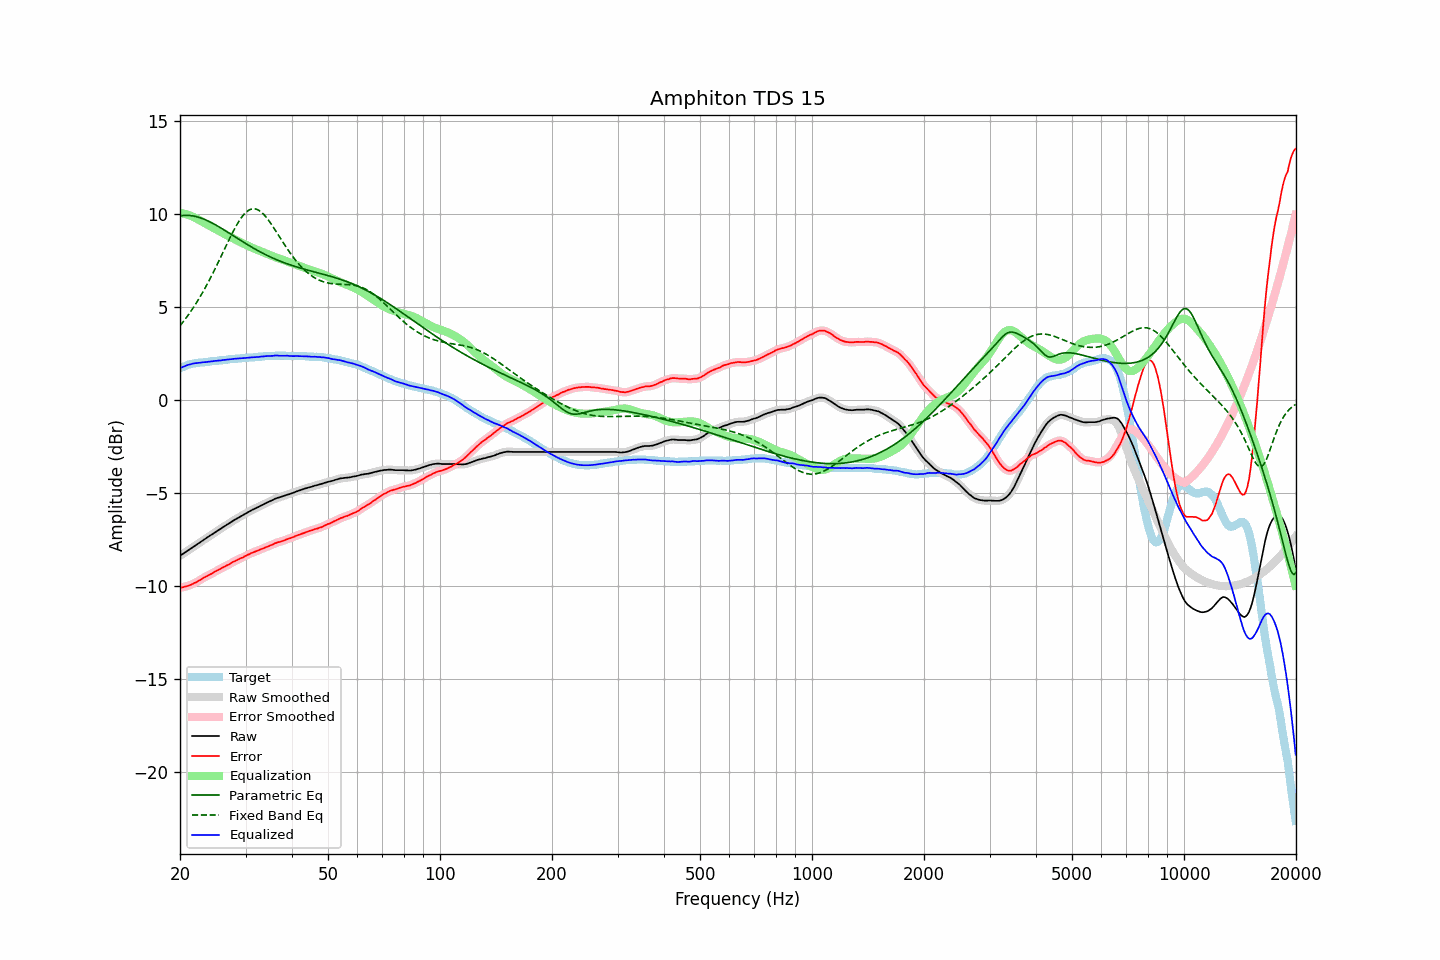 Amphiton TDS 15
Amplitude (dBr)
15
10
5
0
−5
−10
−15
−20
Target
Raw Smoothed
Error Smoothed
Raw
Error
Equalization
Parametric Eq
Fixed Band Eq
Equalized
20 50 100 200 500 1000 2000 5000 10000 20000
Frequency (Hz)